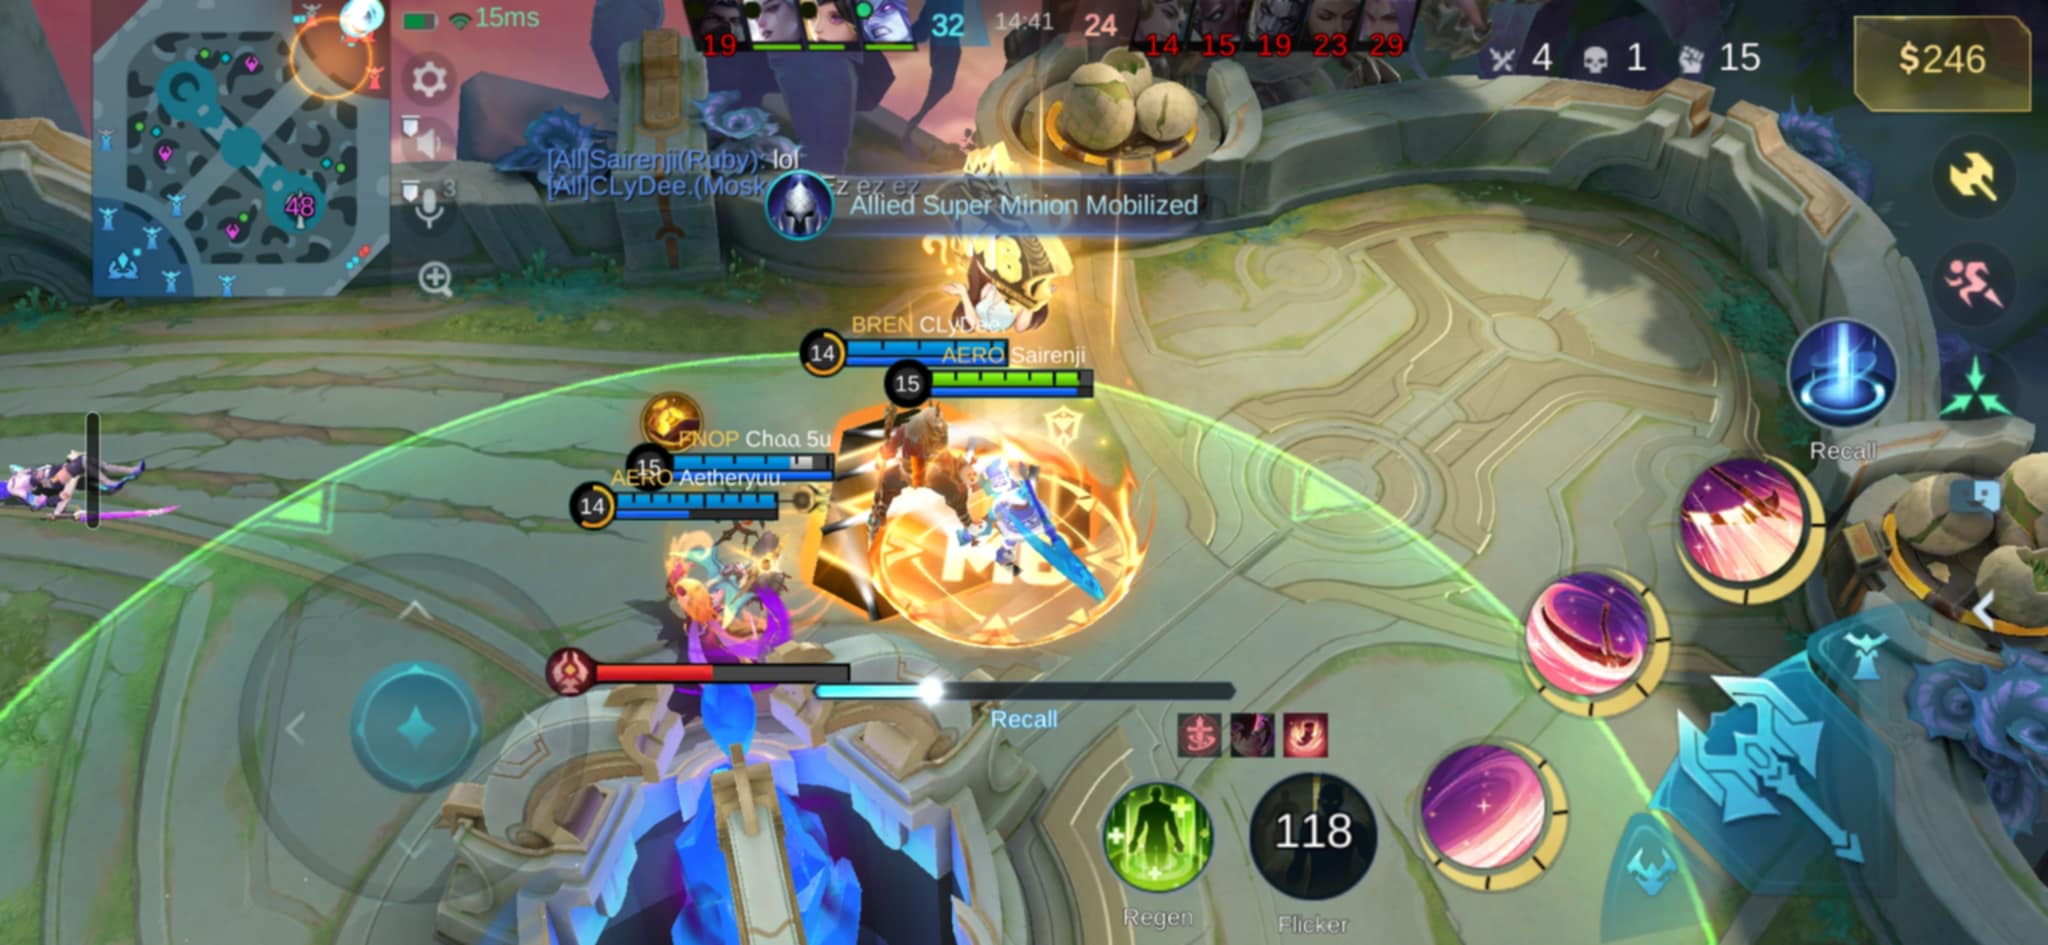 15ms
19
32
14:41
24
14 15 19 23 29
4 1 15
$246
[All]Sairenji(Ruby): lol
[All]CLyDee.(Mosk
Ez ez ez
Allied Super Minion Mobilized
3
48
BREN CLyDee.
14
AERO Sairenji
15
FNOP Chaa 5u
15
AERO Aetheryuu.
14
Recall
Recall
118
Regen
Flicker